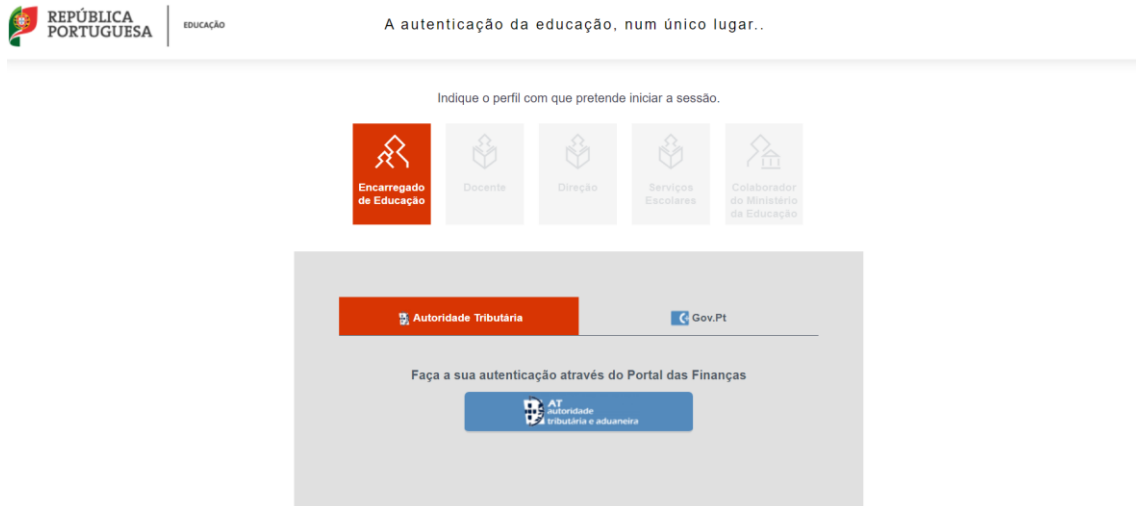 REPÚBLICA
PORTUGUESA
EDUCAÇÃO
A autenticação da educação, num único lugar..
Indique o perfil com que pretende iniciar a sessão.
Encarregado
de Educação
Docente
Direção
Serviços
Escolares
Colaborador
do Ministério
da Educação
Autoridade Tributária
Gov.Pt
Faça a sua autenticação através do Portal das Finanças
AT
autoridade
tributária e aduaneira